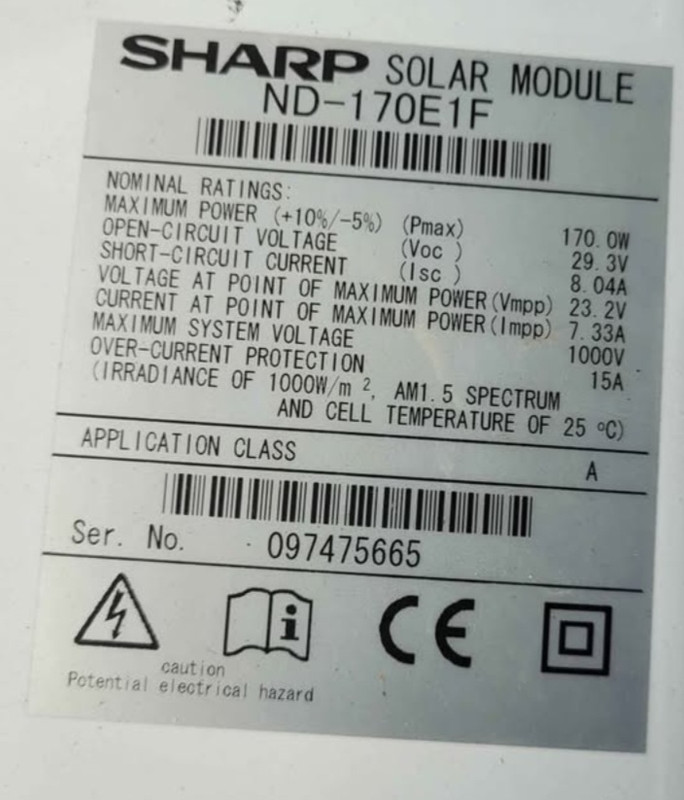 SHARP SOLAR MODULE
ND-170E1F
NOMINAL RATINGS:
MAXIMUM POWER (+10%/-5%) (Pmax) 170.0W
OPEN-CIRCUIT VOLTAGE (Voc ) 29.3V
SHORT-CIRCUIT CURRENT (Isc ) 8.04A
VOLTAGE AT POINT OF MAXIMUM POWER(Vmpp) 23.2V
CURRENT AT POINT OF MAXIMUM POWER(Impp) 7.33A
MAXIMUM SYSTEM VOLTAGE 1000V
OVER-CURRENT PROTECTION 15A
(IRRADIANCE OF 1000W/m ², AM1.5 SPECTRUM
AND CELL TEMPERATURE OF 25 ºC)
APPLICATION CLASS A
Ser. No. 097475665
i CE
caution
Potential electrical hazard